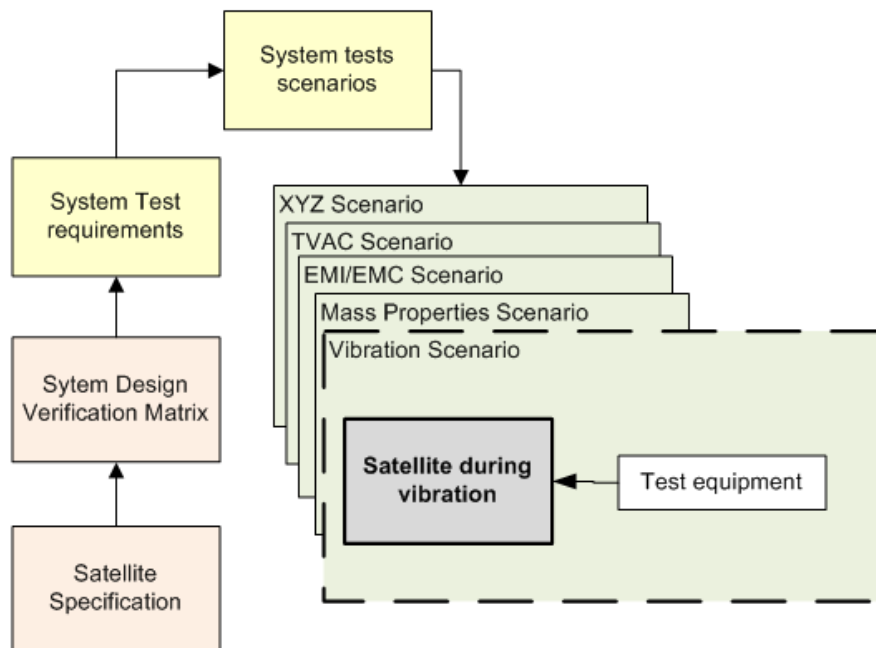 System tests
scenarios
System Test
requirements
XYZ Scenario
TVAC Scenario
EMI/EMC Scenario
Mass Properties Scenario
Vibration Scenario
Sytem Design
Verification Matrix
Satellite during
vibration
Test equipment
Satellite
Specification